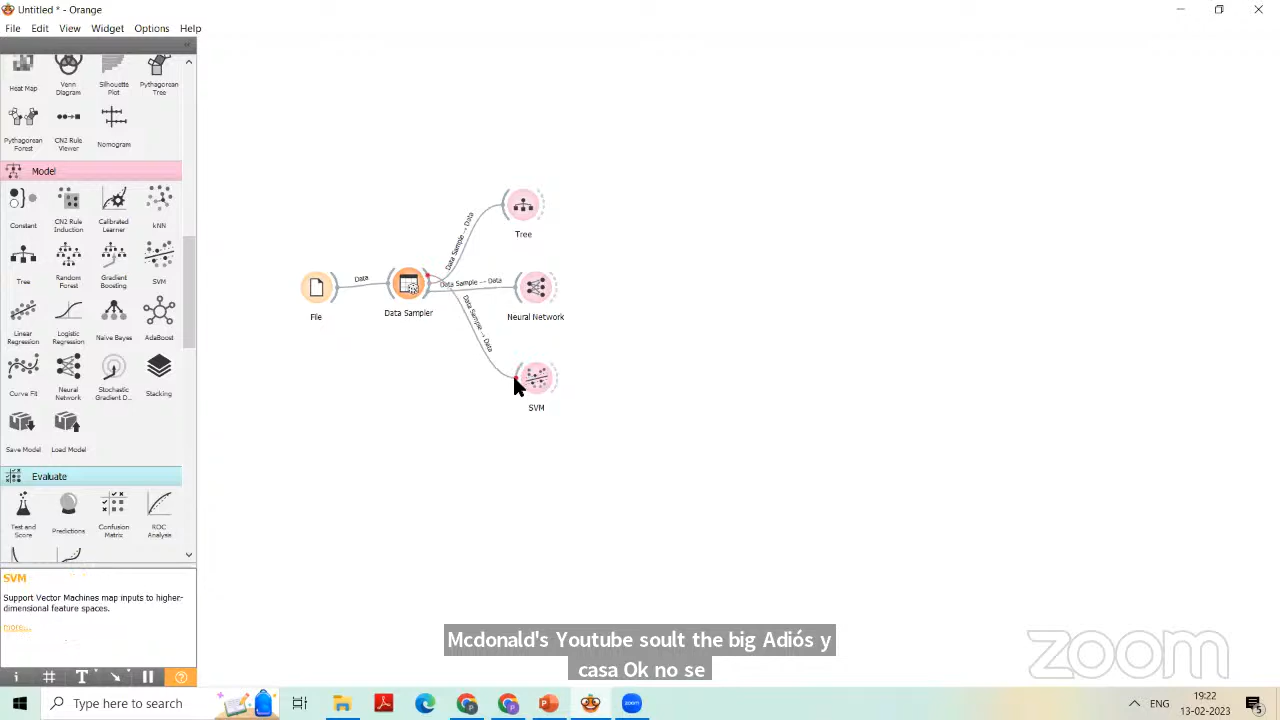 Untitled * - Orange
File Edit View Widget Options Help
Heat Map
Venn Diagram
Silhouette Plot
Pythagorean Tree
Pythagorean Forest
CN2 Rule Viewer
Nomogram
Model
Constant
CN2 Rule Induction
Calibrated Learner
kNN
Tree
Random Forest
Gradient Boosting
SVM
Linear Regression
Logistic Regression
Naive Bayes
AdaBoost
Curve Fit
Neural Network
Stochastic Gradient D...
Stacking
Save Model
Load Model
Evaluate
Test and Score
Predictions
Confusion Matrix
ROC Analysis
SVM
Support Vector Machines map inputs to higher-
dimensional feature spaces.
more...
File
Data
Data Sampler
Data Sample → Data
Tree
Data Sample → Data
Neural Network
Data Sample → Data
SVM
Mcdonald's Youtube soult the big Adiós y
casa Ok no se
zoom
Type here to search
zoom
ENG
19:22
13-02-2023
5